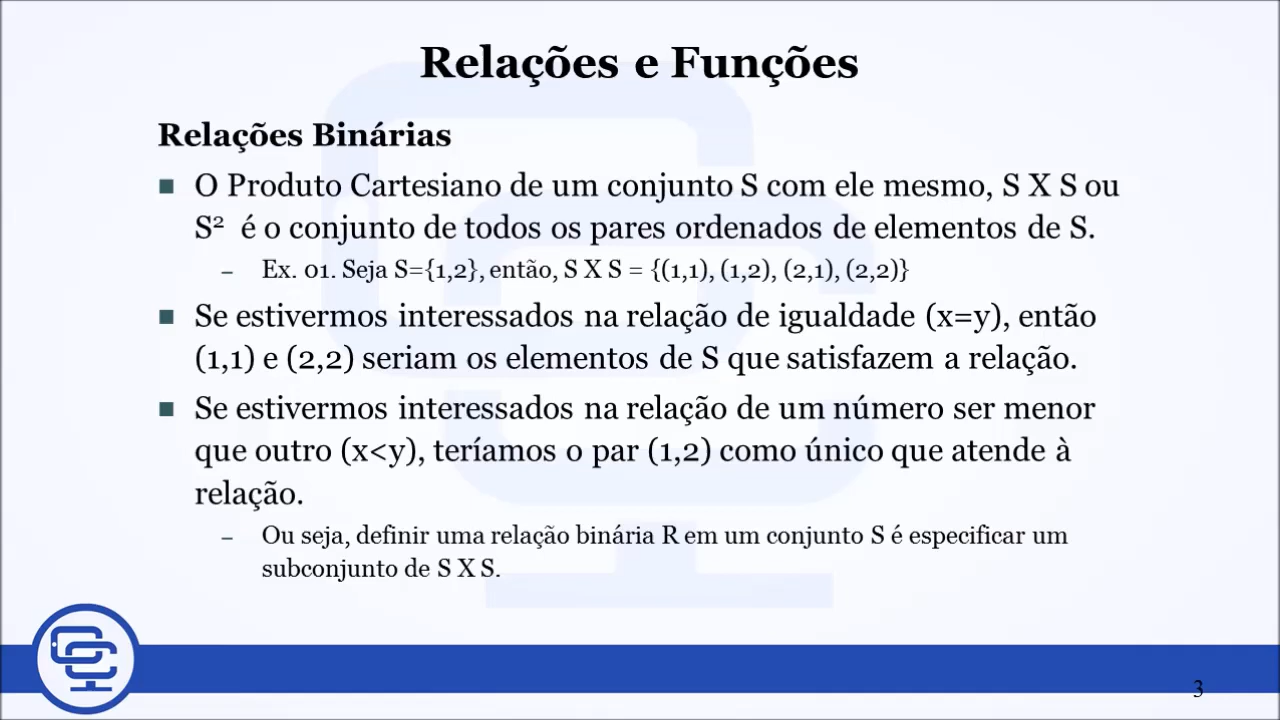 Relações e Funções
Relações Binárias
■ O Produto Cartesiano de um conjunto S com ele mesmo, S X S ou
S² é o conjunto de todos os pares ordenados de elementos de S.
– Ex. 01. Seja S={1,2}, então, S X S = {(1,1), (1,2), (2,1), (2,2)}
■ Se estivermos interessados na relação de igualdade (x=y), então
(1,1) e (2,2) seriam os elementos de S que satisfazem a relação.
■ Se estivermos interessados na relação de um número ser menor
que outro (x<y), teríamos o par (1,2) como único que atende à
relação.
– Ou seja, definir uma relação binária R em um conjunto S é especificar um
subconjunto de S X S.
3